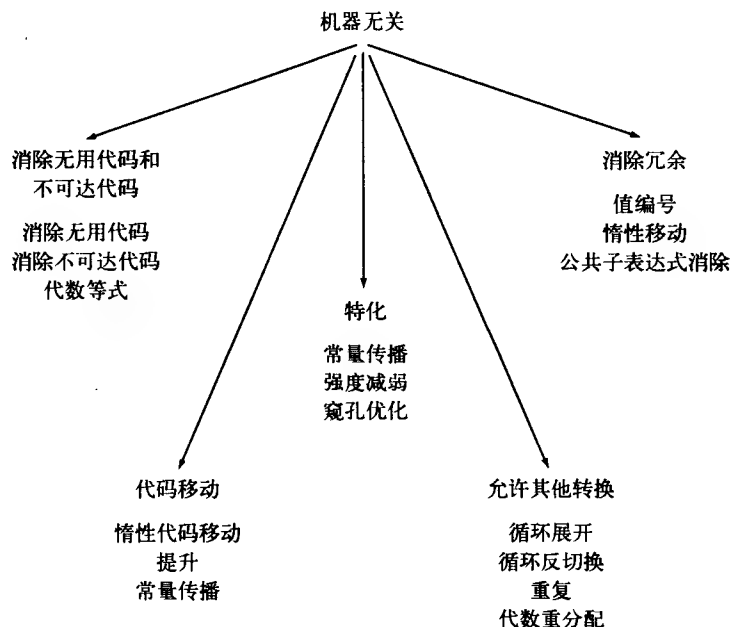 机器无关
消除无用代码和
不可达代码
消除无用代码
消除不可达代码
代数等式
消除冗余
值编号
惰性移动
公共子表达式消除
特化
常量传播
强度减弱
窥孔优化
代码移动
惰性代码移动
提升
常量传播
允许其他转换
循环展开
循环反切换
重复
代数重分配